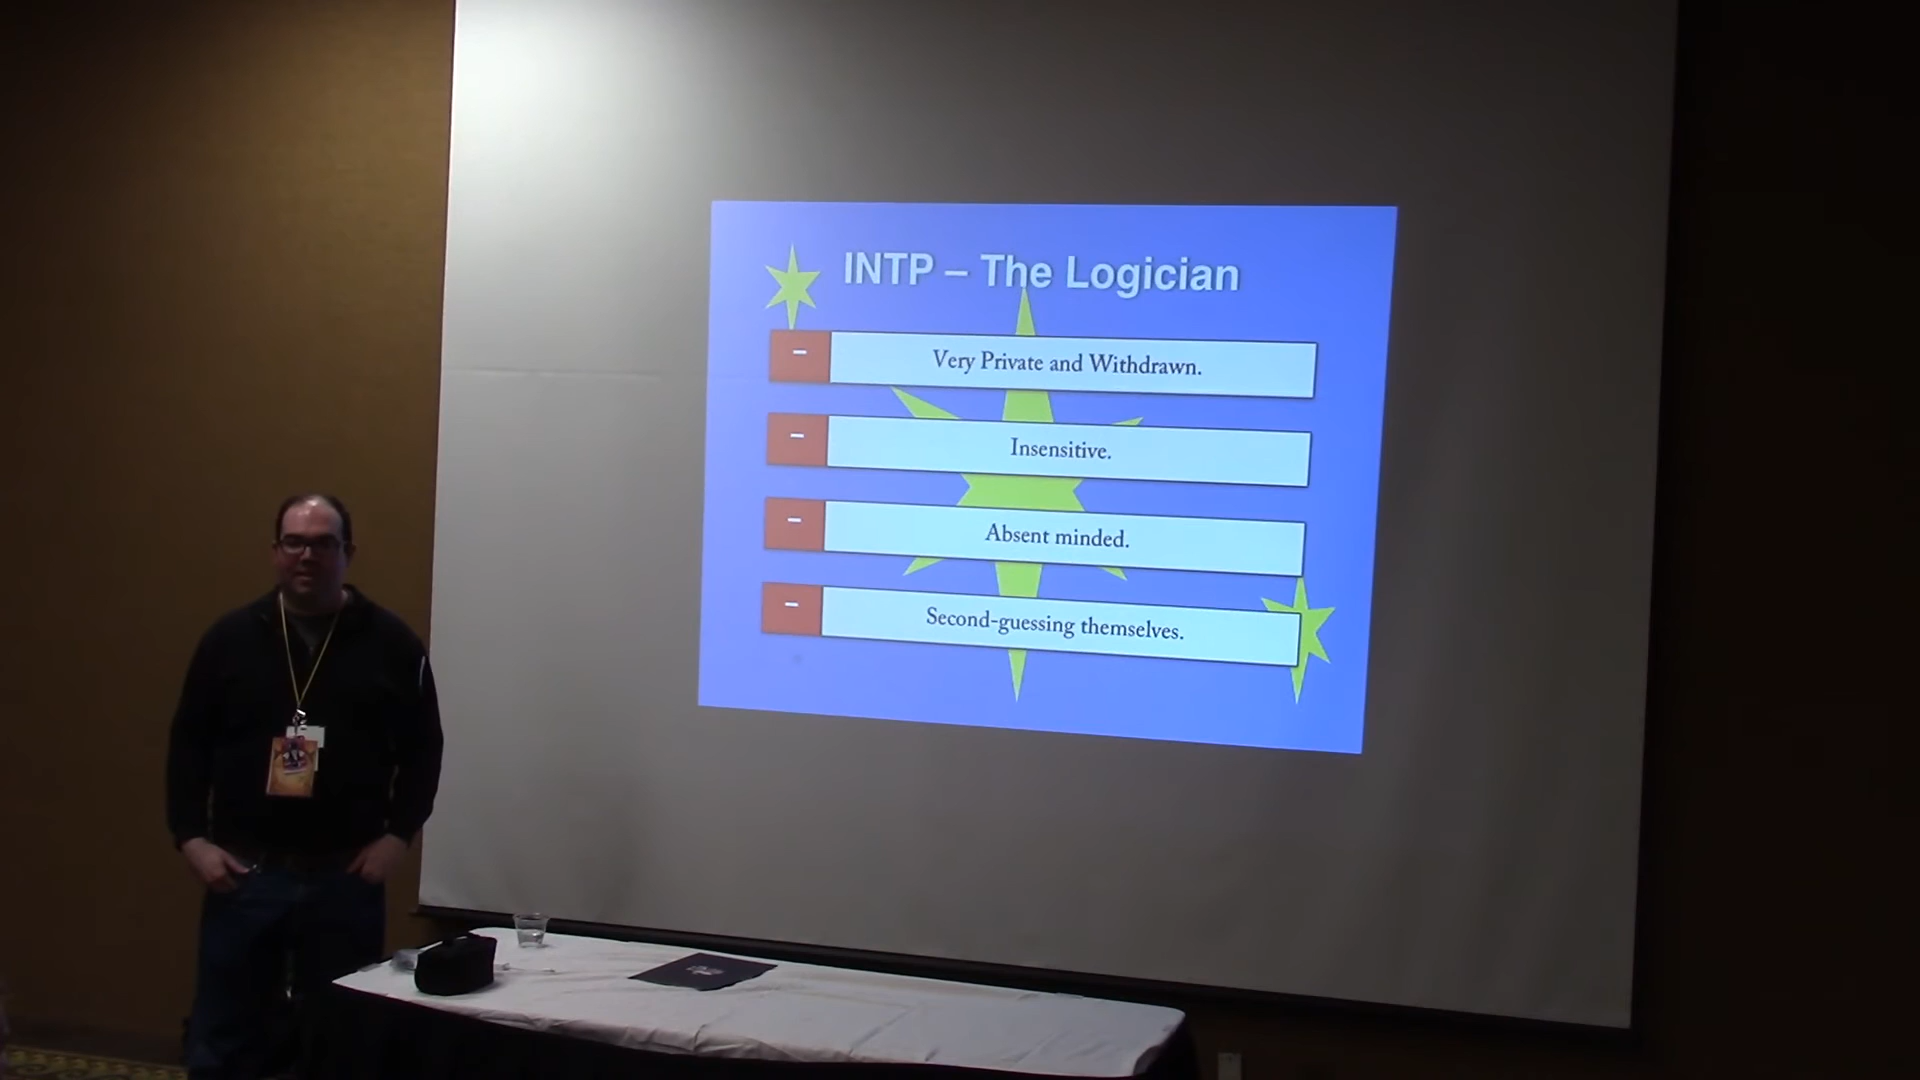 INTP – The Logician
– Very Private and Withdrawn.
– Insensitive.
– Absent minded.
– Second-guessing themselves.